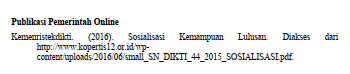 Publikasi Pemerintah Online
Kemenristekdikti. (2016). Sosialisasi Kemampuan Lulusan. Diakses dari
http://www.kopertis12.or.id/wp-
content/uploads/2016/06/small_SN_DIKTI_44_2015_SOSIALISASI.pdf.